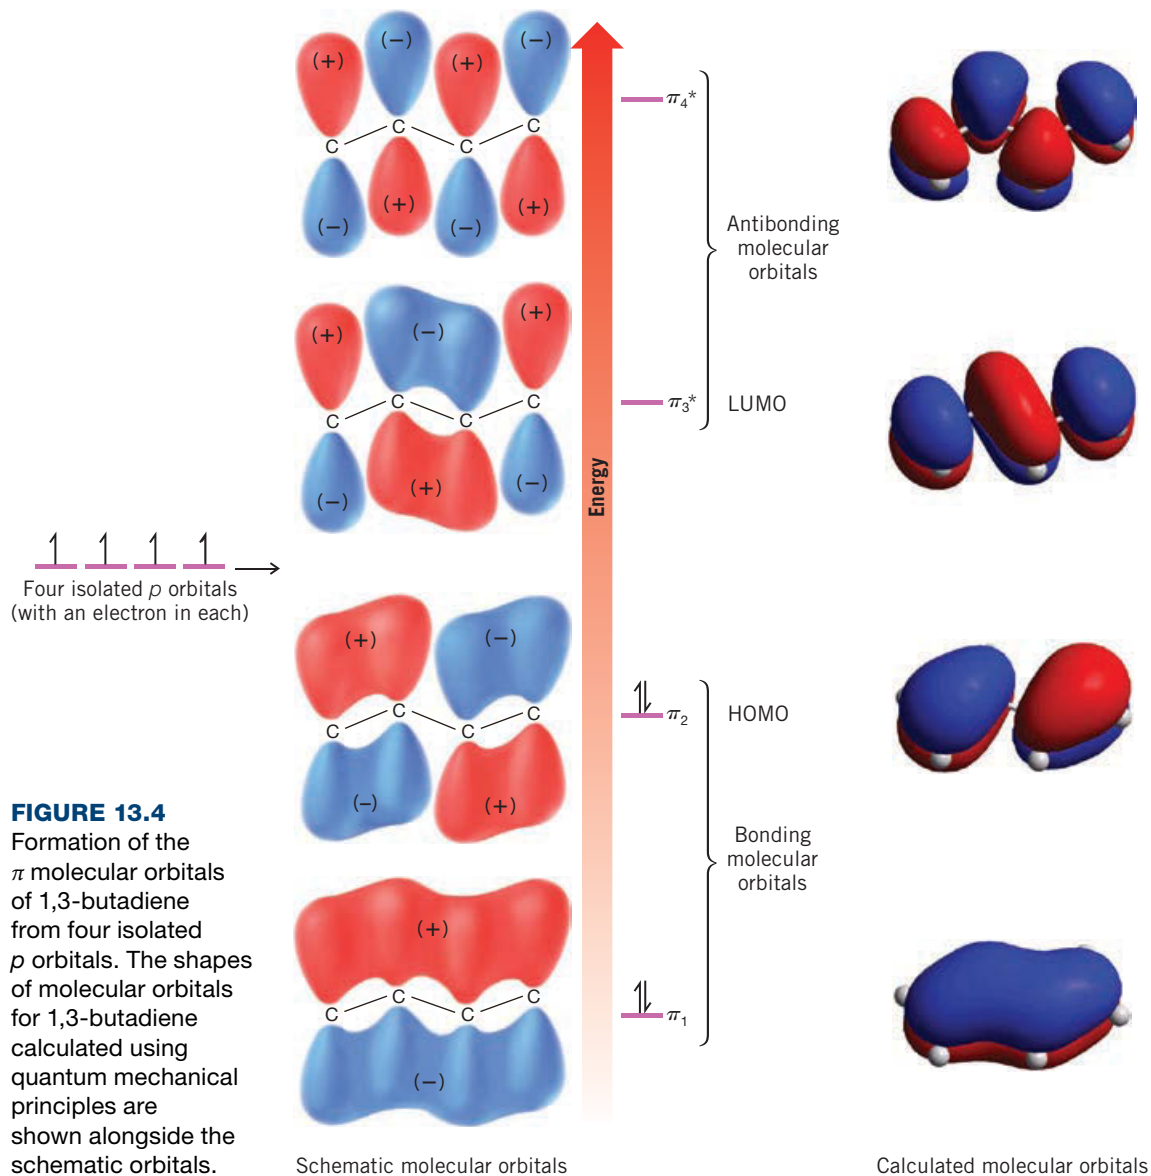 (+) (−) (+) (−)
C C C C
(−) (+) (−) (+)
π4*
Antibonding
molecular
orbitals
(+) (−) (+)
C C C C
(−) (+) (−)
π3* LUMO
Energy
Four isolated p orbitals
(with an electron in each)
(+) (−)
C C C C
(−) (+)
π2 HOMO
Bonding
molecular
orbitals
(+)
C C C C
(−)
π1
FIGURE 13.4
Formation of the
π molecular orbitals
of 1,3-butadiene
from four isolated
p orbitals. The shapes
of molecular orbitals
for 1,3-butadiene
calculated using
quantum mechanical
principles are
shown alongside the
schematic orbitals.
Schematic molecular orbitals
Calculated molecular orbitals